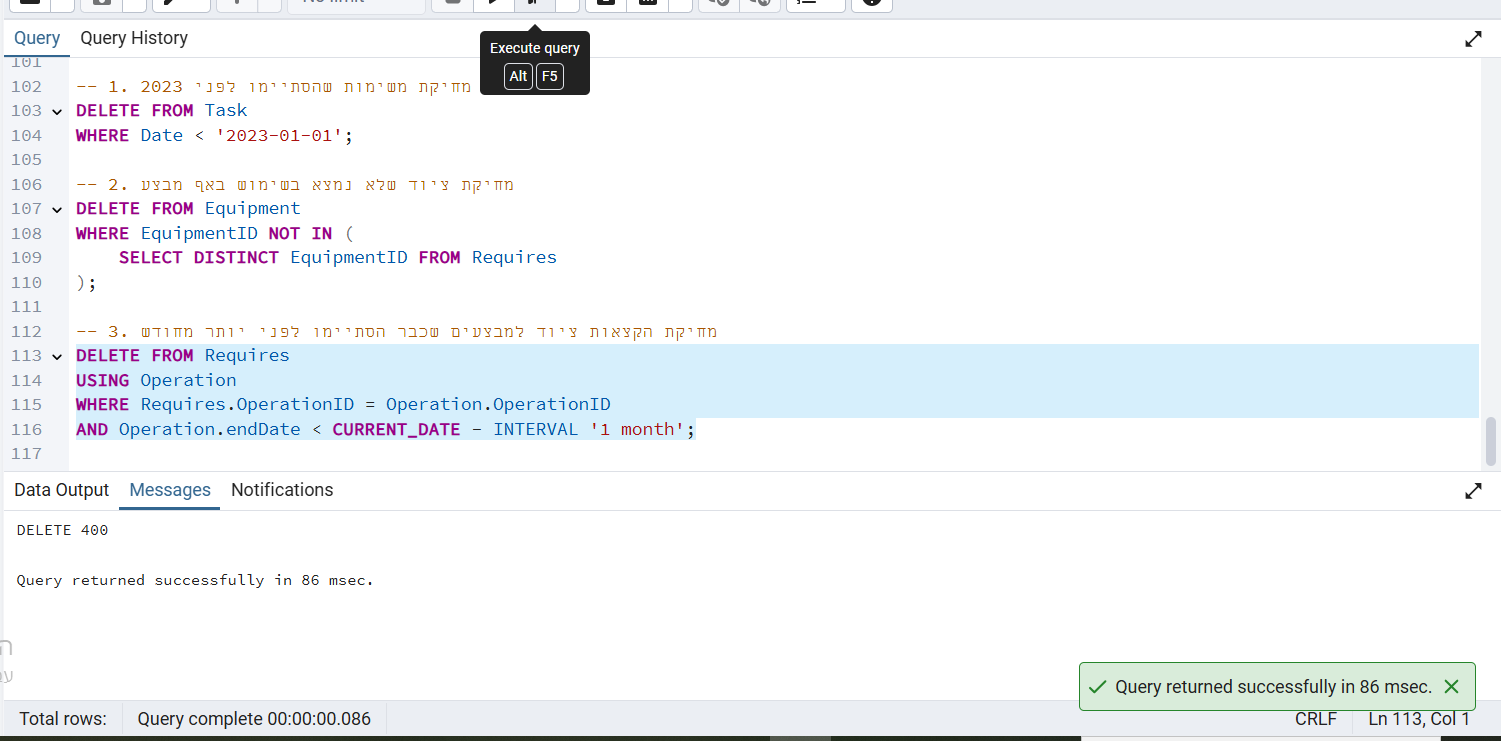 Query Query History
Execute query
Alt F5
101
102 -- 1. מחיקת משימות שהסתיימו לפני 2023
103 DELETE FROM Task
104 WHERE Date < '2023-01-01';
105
106 -- 2. מחיקת ציוד שלא נמצא בשימוש באף מבצע
107 DELETE FROM Equipment
108 WHERE EquipmentID NOT IN (
109 SELECT DISTINCT EquipmentID FROM Requires
110 );
111
112 -- 3. מחיקת הקצאות ציוד למבצעים שכבר הסתיימו לפני יותר מחודש
113 DELETE FROM Requires
114 USING Operation
115 WHERE Requires.OperationID = Operation.OperationID
116 AND Operation.endDate < CURRENT_DATE - INTERVAL '1 month';
117
Data Output Messages Notifications
DELETE 400
Query returned successfully in 86 msec.
Query returned successfully in 86 msec.
Total rows: Query complete 00:00:00.086 CRLF Ln 113, Col 1